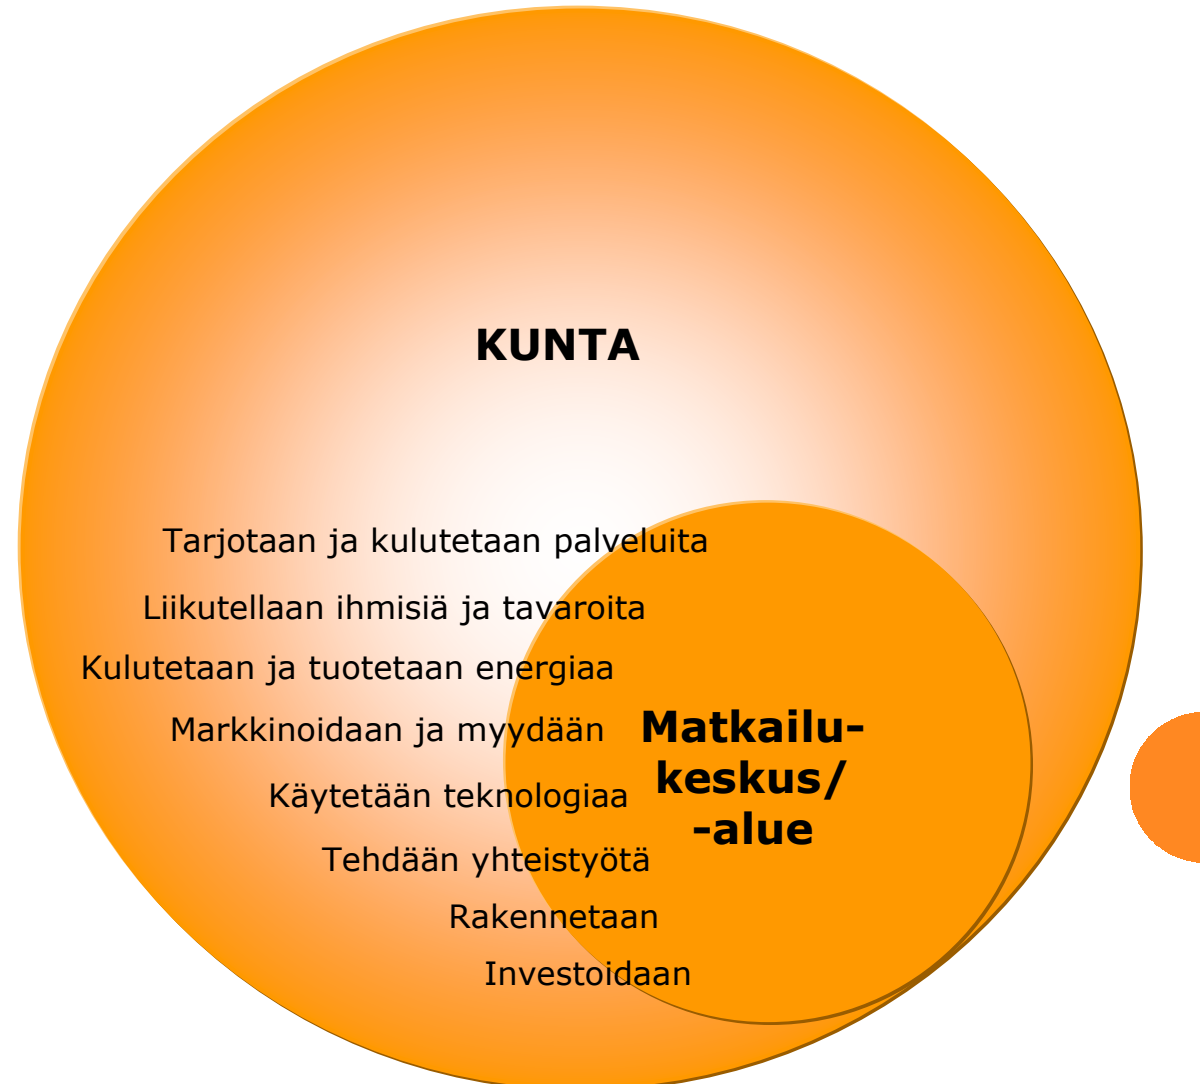 KUNTA
Tarjotaan ja kulutetaan palveluita
Liikutellaan ihmisiä ja tavaroita
Kulutetaan ja tuotetaan energiaa
Markkinoidaan ja myydään
Käytetään teknologiaa
Tehdään yhteistyötä
Rakennetaan
Investoidaan
Matkailu-
keskus/
-alue